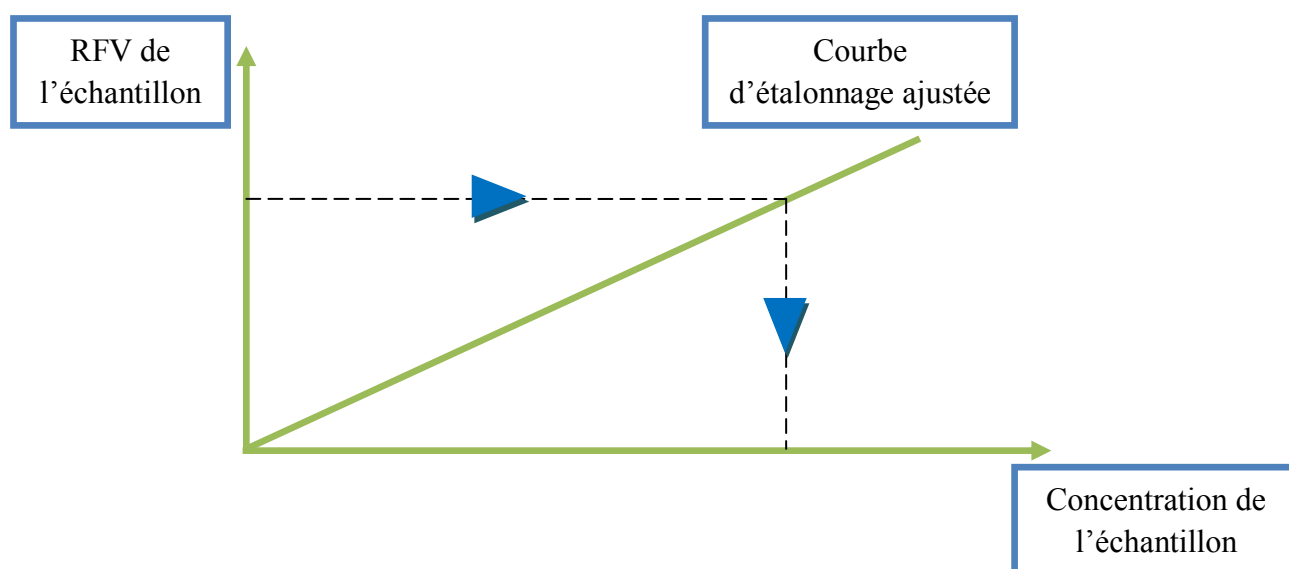 RFV de
l’échantillon
Courbe
d’étalonnage ajustée
Concentration de
l’échantillon